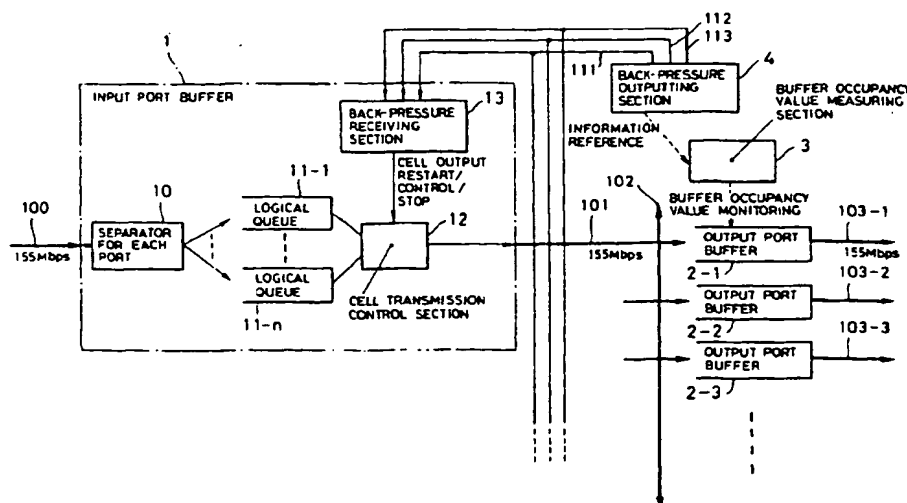 112
113
111
4
BACK-PRESSURE
OUTPUTTING
SECTION
BUFFER OCCUPANCY
VALUE MEASURING
SECTION
1
INPUT PORT BUFFER
13
BACK-PRESSURE
RECEIVING
SECTION
INFORMATION
REFERENCE
3
CELL OUTPUT
RESTART/
CONTROL/
STOP
BUFFER OCCUPANCY
VALUE MONITORING
100
155Mbps
10
SEPARATOR
FOR EACH
PORT
11-1
LOGICAL
QUEUE
LOGICAL
QUEUE
11-n
12
CELL TRANSMISSION
CONTROL SECTION
101
155Mbps
102
OUTPUT PORT
BUFFER
2-1
103-1
155Mbps
OUTPUT PORT
BUFFER
2-2
103-2
OUTPUT PORT
BUFFER
2-3
103-3